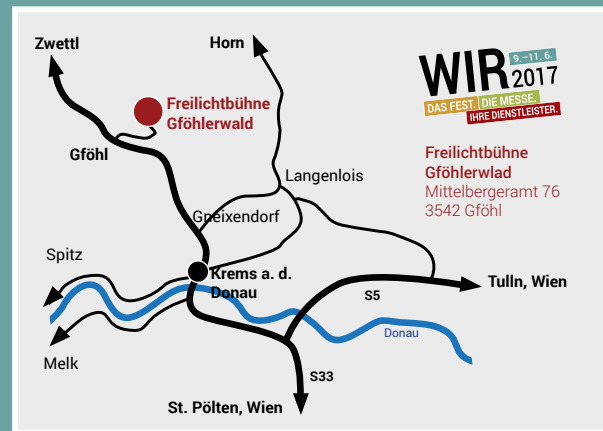 Zwettl
Horn
Freilichtbühne
Gföhlerwald
Gföhl
Langenlois
Gneixendorf
Spitz
Krems a. d.
Donau
Melk
S5
Tulln, Wien
Donau
S33
St. Pölten, Wien
WIR
9.–11. 6.
2017
DAS FEST. DIE MESSE.
IHRE DIENSTLEISTER.
Freilichtbühne
Gföhlerwlad
Mittelbergeramt 76
3542 Gföhl